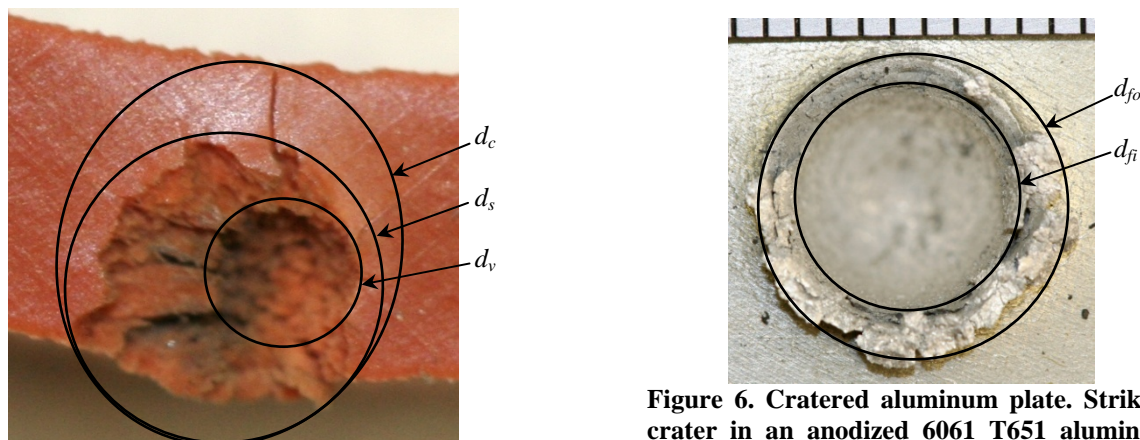 d_c
d_s
d_v
d_fo
d_fi
Figure 6. Cratered aluminum plate. Strik
crater in an anodized 6061 T651 alumin